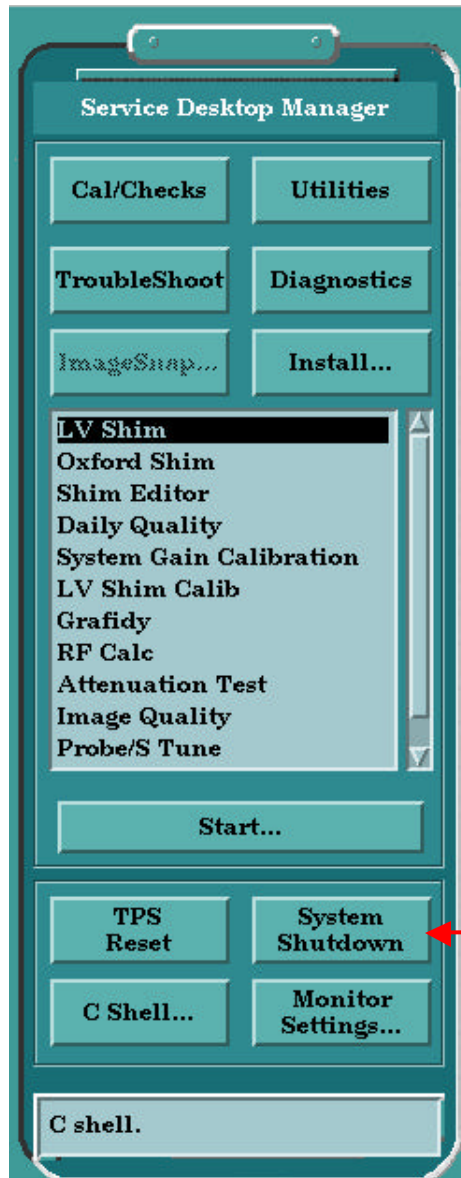 Service Desktop Manager
Cal/Checks
Utilities
TroubleShoot
Diagnostics
ImageSnap...
Install...
LV Shim
Oxford Shim
Shim Editor
Daily Quality
System Gain Calibration
LV Shim Calib
Grafidy
RF Calc
Attenuation Test
Image Quality
Probe/S Tune
Start...
TPS
Reset
System
Shutdown
C Shell...
Monitor
Settings...
C shell.